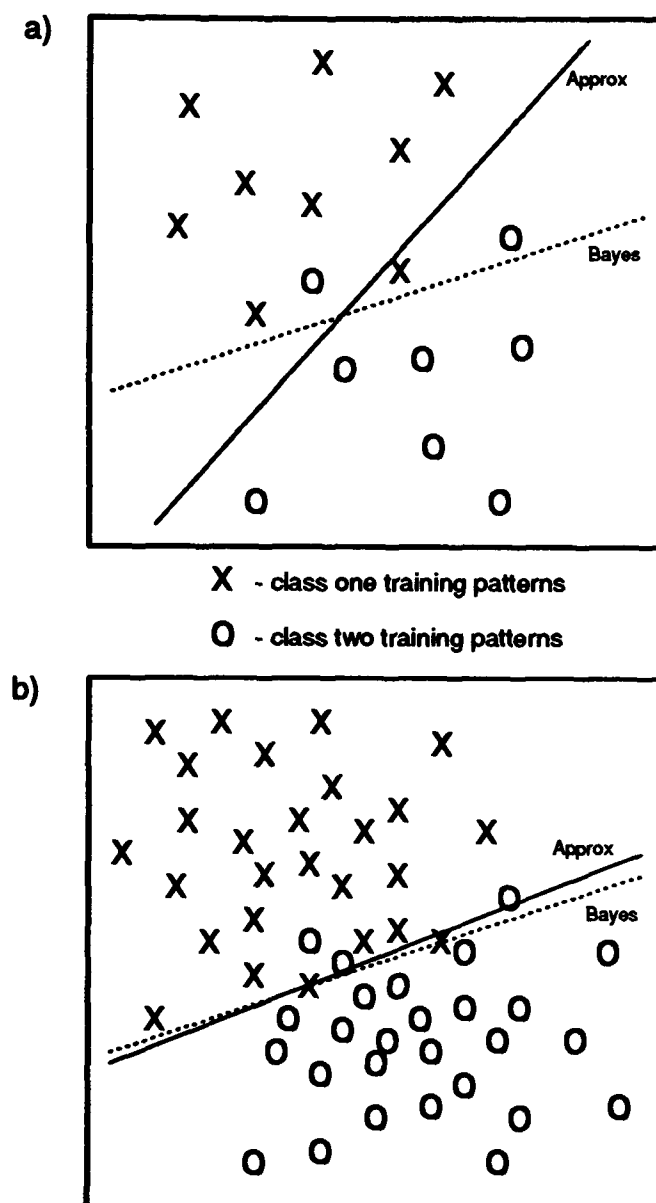 a)
Approx
Bayes
X - class one training patterns
O - class two training patterns
b)
Approx
Bayes